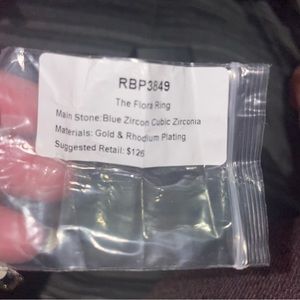 RBP3849
The Flora Ring
Main Stone:Blue Zircon Cubic Zirconia
Materials: Gold & Rhodium Plating
Suggested Retail: $126